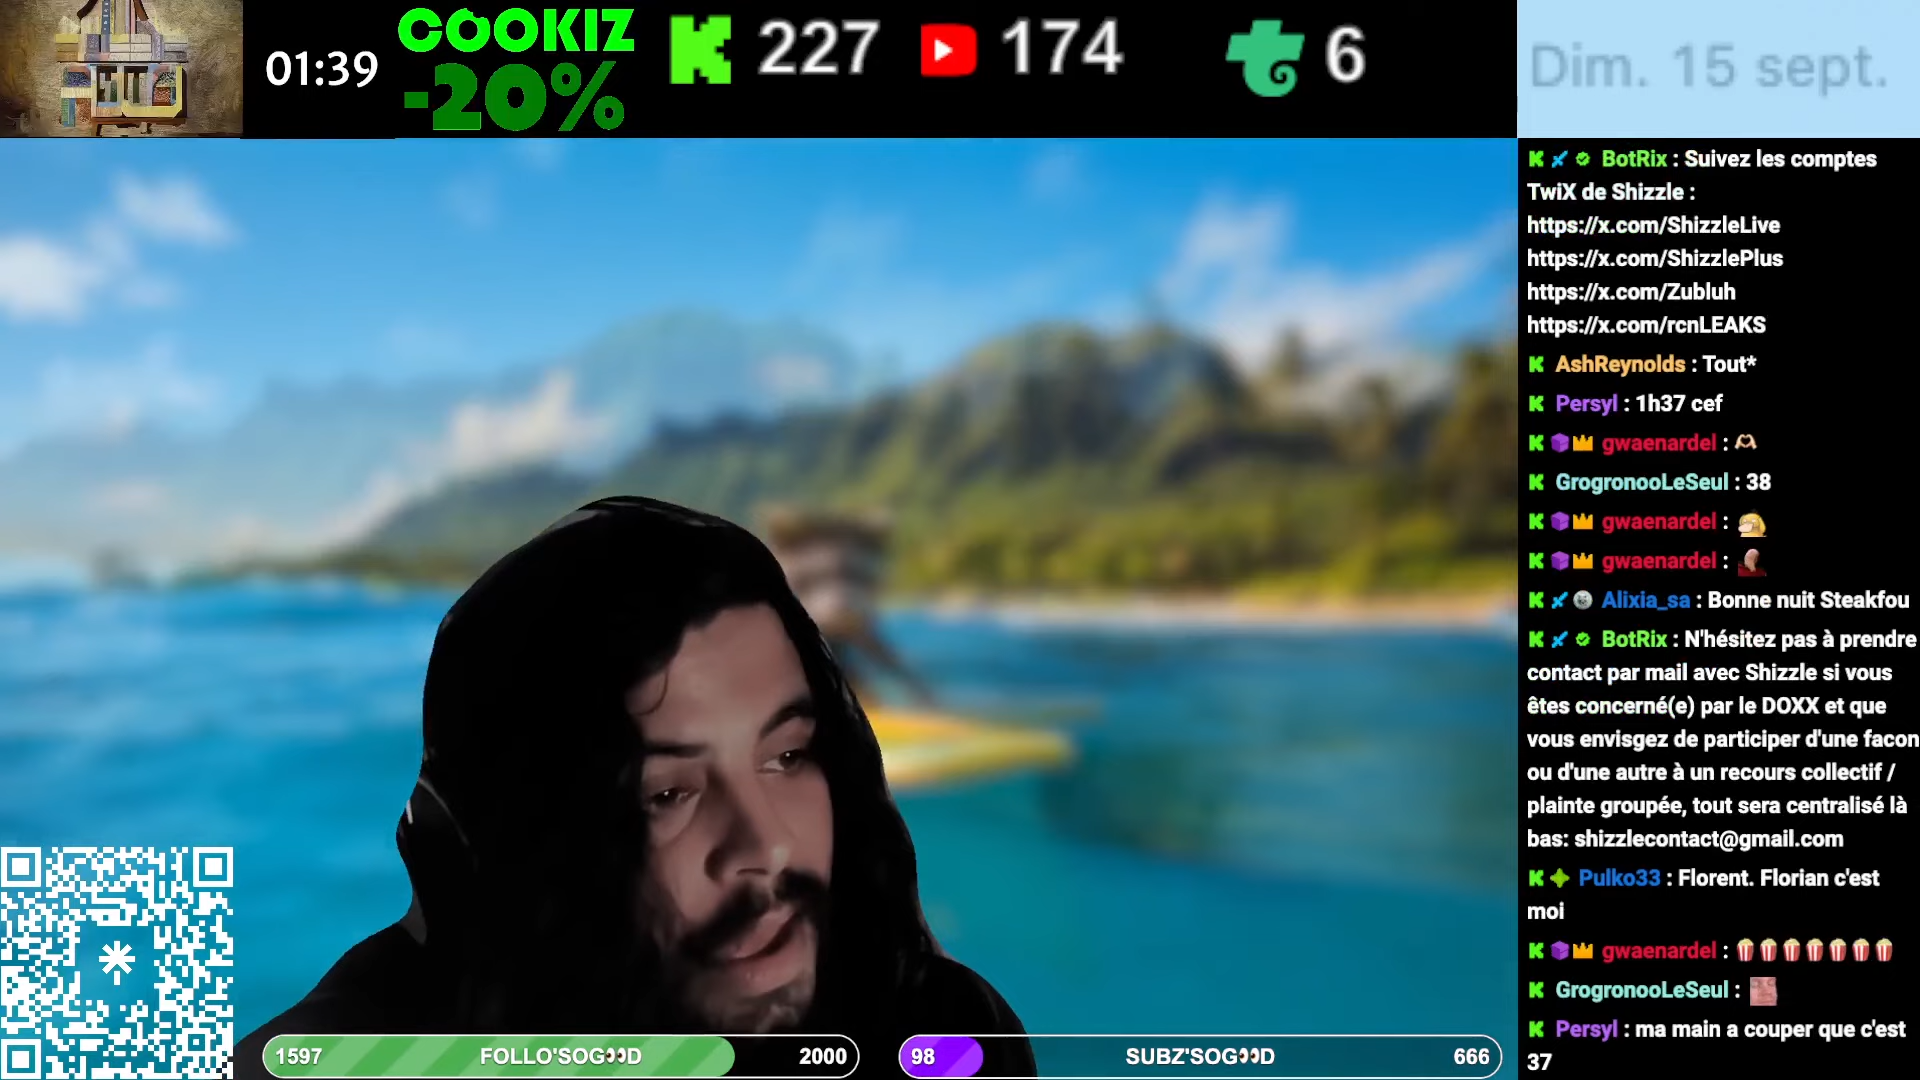 01:39
COOKIZ
-20%
227
174
6
Dim. 15 sept.
BotRix : Suivez les comptes
TwiX de Shizzle :
https://x.com/ShizzleLive
https://x.com/ShizzlePlus
https://x.com/Zubluh
https://x.com/rcnLEAKS
AshReynolds : Tout*
Persyl : 1h37 cef
gwaenardel :
GrogronooLeSeul : 38
gwaenardel :
gwaenardel :
Alixia_sa : Bonne nuit Steakfou
BotRix : N'hésitez pas à prendre
contact par mail avec Shizzle si vous
êtes concerné(e) par le DOXX et que
vous envisgez de participer d'une facon
ou d'une autre à un recours collectif /
plainte groupée, tout sera centralisé là
bas: shizzlecontact@gmail.com
Pulko33 : Florent. Florian c'est
moi
gwaenardel : 🍿🍿🍿🍿🍿🍿🍿
GrogronooLeSeul :
Persyl : ma main a couper que c'est
37
1597 FOLLO'SOG👀D 2000
98 SUBZ'SOG👀D 666